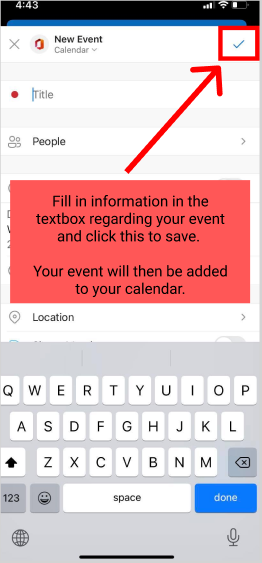 4:43
New Event
Calendar
Title
People
Fill in information in the
textbox regarding your event
and click this to save.
Your event will then be added
to your calendar.
Location
Q W E R T Y U I O P
A S D F G H J K L
Z X C V B N M
123 space done